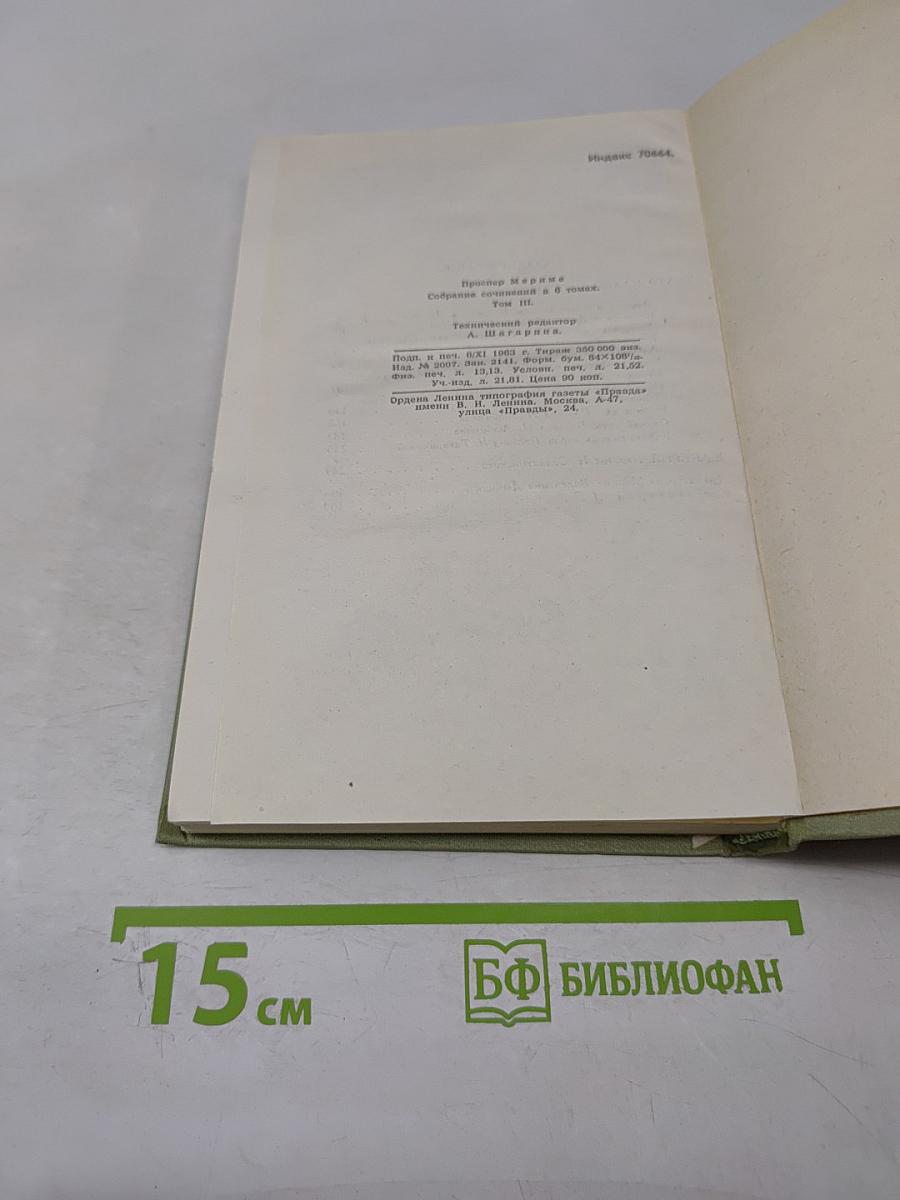 Индекс 70664.
Проспер Мериме
Собрание сочинений в 6 томах.
Том III.
Технический редактор
А. Шагарина.
Подп. к печ. 6/XI 1963 г. Тираж 350 000 экз.
Изд. № 2007. Зак. 2141. Форм. бум. 84×108¹/₃₂.
Физ. печ. л. 13,13. Условн. печ. л. 21,52.
Уч.-изд. л. 21,81. Цена 90 коп.
Ордена Ленина типография газеты «Правда»
имени В. И. Ленина. Москва, А-47,
улица «Правды», 24.
15 см
БФ БИБЛИОФАН